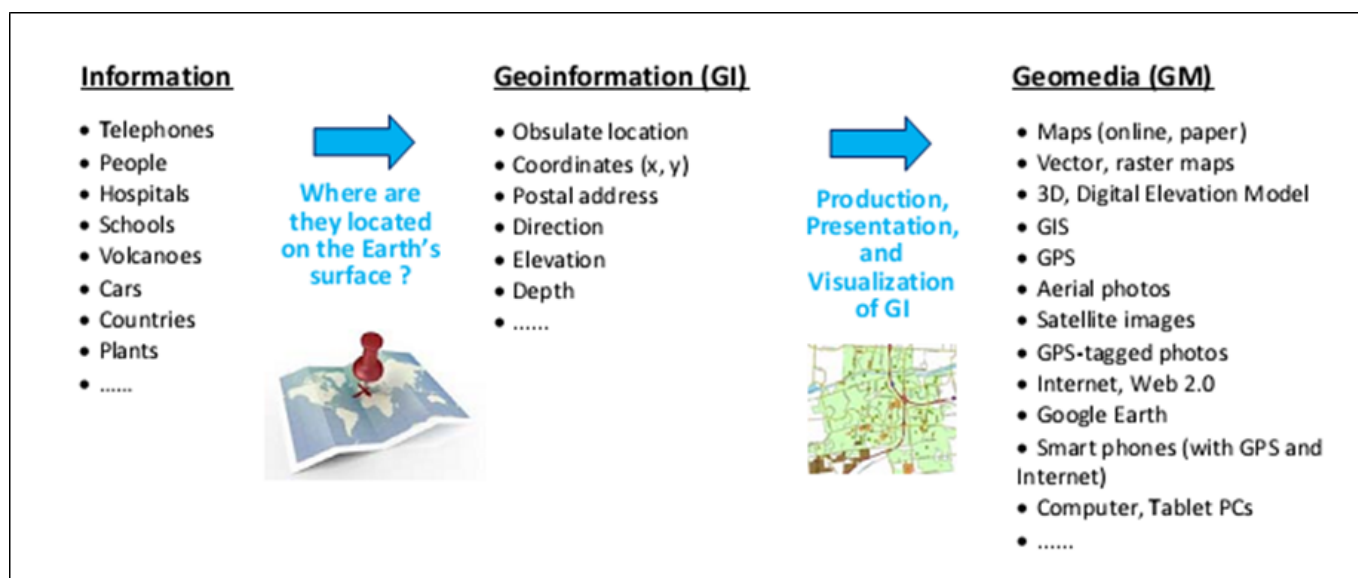 Information
• Telephones
• People
• Hospitals
• Schools
• Volcanoes
• Cars
• Countries
• Plants
• ......
Where are
they located
on the Earth's
surface ?
Geoinformation (GI)
• Obsulate location
• Coordinates (x, y)
• Postal address
• Direction
• Elevation
• Depth
• ......
Production,
Presentation,
and
Visualization
of GI
Geomedia (GM)
• Maps (online, paper)
• Vector, raster maps
• 3D, Digital Elevation Model
• GIS
• GPS
• Aerial photos
• Satellite images
• GPS-tagged photos
• Internet, Web 2.0
• Google Earth
• Smart phones (with GPS and
Internet)
• Computer, Tablet PCs
• ......